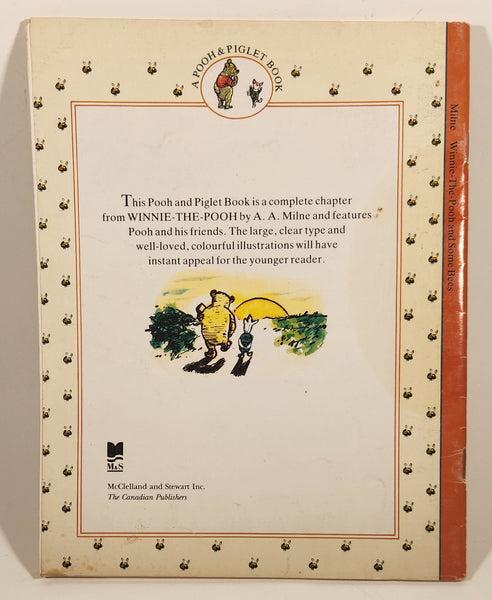 A POOH & PIGLET BOOK
This Pooh and Piglet Book is a complete chapter
from WINNIE-THE-POOH by A. A. Milne and features
Pooh and his friends. The large, clear type and
well-loved, colourful illustrations will have
instant appeal for the younger reader.
M&S
McClelland and Stewart Inc.
The Canadian Publishers
Milne Winnie-The-Pooh and Some Bees